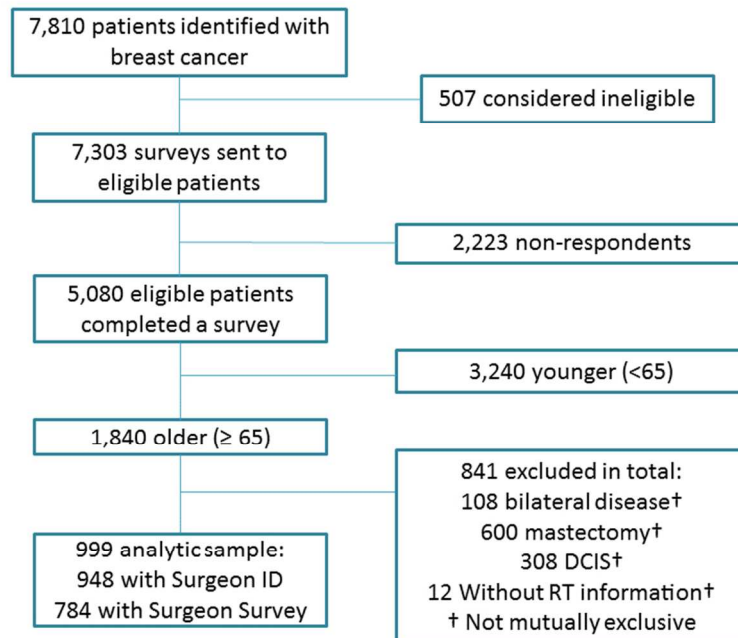 7,810 patients identified with
breast cancer
507 considered ineligible
7,303 surveys sent to
eligible patients
2,223 non-respondents
5,080 eligible patients
completed a survey
3,240 younger (<65)
1,840 older (≥ 65)
841 excluded in total:
108 bilateral disease†
600 mastectomy†
308 DCIS†
12 Without RT information†
† Not mutually exclusive
999 analytic sample:
948 with Surgeon ID
784 with Surgeon Survey